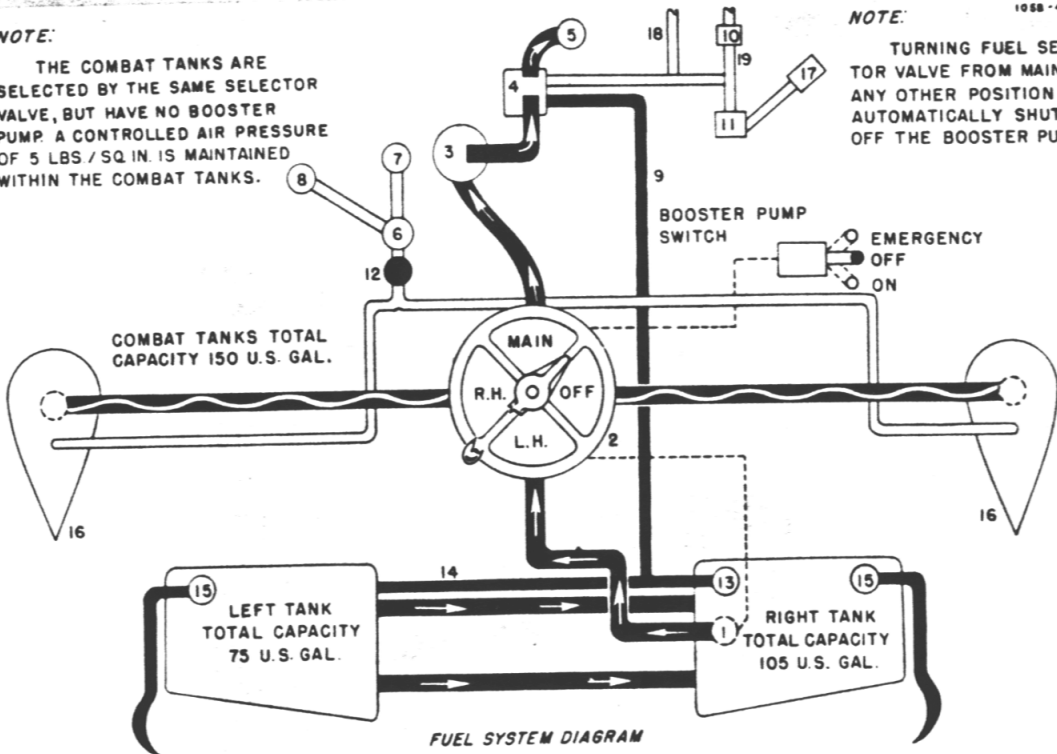 NOTE:
THE COMBAT TANKS ARE
SELECTED BY THE SAME SELECTOR
VALVE, BUT HAVE NO BOOSTER
PUMP. A CONTROLLED AIR PRESSURE
OF 5 LBS./SQ.IN. IS MAINTAINED
WITHIN THE COMBAT TANKS.
NOTE:
TURNING FUEL SE
TOR VALVE FROM MAIN
ANY OTHER POSITION
AUTOMATICALLY SHUT
OFF THE BOOSTER PU
5
18
10
19
17
4
11
3
9
7
8
6
12
BOOSTER PUMP
SWITCH
EMERGENCY
OFF
ON
COMBAT TANKS TOTAL
CAPACITY 150 U.S. GAL.
MAIN
R.H.
OFF
L.H.
2
16
16
14
15
LEFT TANK
TOTAL CAPACITY
75 U.S. GAL.
13
15
1
RIGHT TANK
TOTAL CAPACITY
105 U.S. GAL.
FUEL SYSTEM DIAGRAM